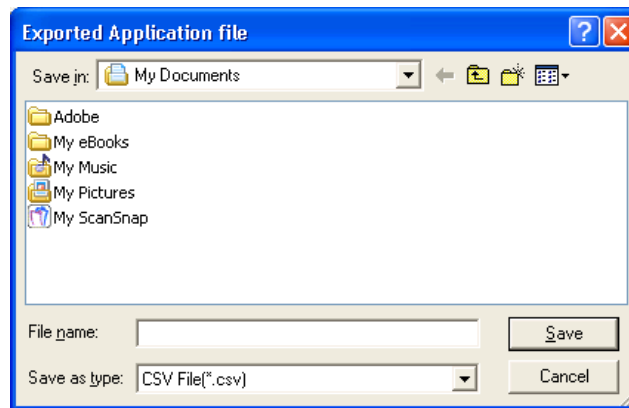 Exported Application file
Save in: My Documents
Adobe
My eBooks
My Music
My Pictures
My ScanSnap
File name: Save
Save as type: CSV File(*.csv) Cancel